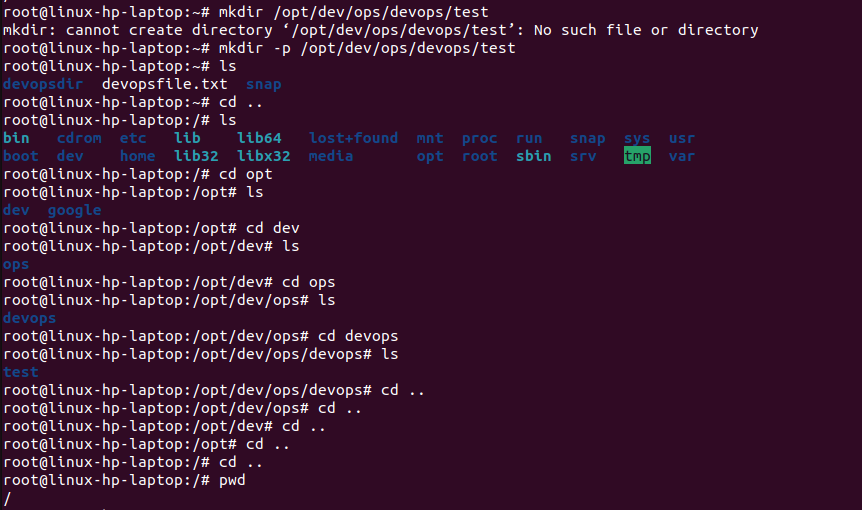 root@linux-hp-laptop:~# mkdir /opt/dev/ops/devops/test
mkdir: cannot create directory ‘/opt/dev/ops/devops/test’: No such file or directory
root@linux-hp-laptop:~# mkdir -p /opt/dev/ops/devops/test
root@linux-hp-laptop:~# ls
devopsdir  devopsfile.txt  snap
root@linux-hp-laptop:~# cd ..
root@linux-hp-laptop:/# ls
bin   cdrom  etc   lib    lib64   lost+found  mnt  proc  run   snap  sys  usr
boot  dev    home  lib32  libx32  media       opt  root  sbin  srv   tmp  var
root@linux-hp-laptop:/# cd opt
root@linux-hp-laptop:/opt# ls
dev  google
root@linux-hp-laptop:/opt# cd dev
root@linux-hp-laptop:/opt/dev# ls
ops
root@linux-hp-laptop:/opt/dev# cd ops
root@linux-hp-laptop:/opt/dev/ops# ls
devops
root@linux-hp-laptop:/opt/dev/ops# cd devops
root@linux-hp-laptop:/opt/dev/ops/devops# ls
test
root@linux-hp-laptop:/opt/dev/ops/devops# cd ..
root@linux-hp-laptop:/opt/dev/ops# cd ..
root@linux-hp-laptop:/opt/dev# cd ..
root@linux-hp-laptop:/opt# cd ..
root@linux-hp-laptop:/# cd ..
root@linux-hp-laptop:/# pwd
/